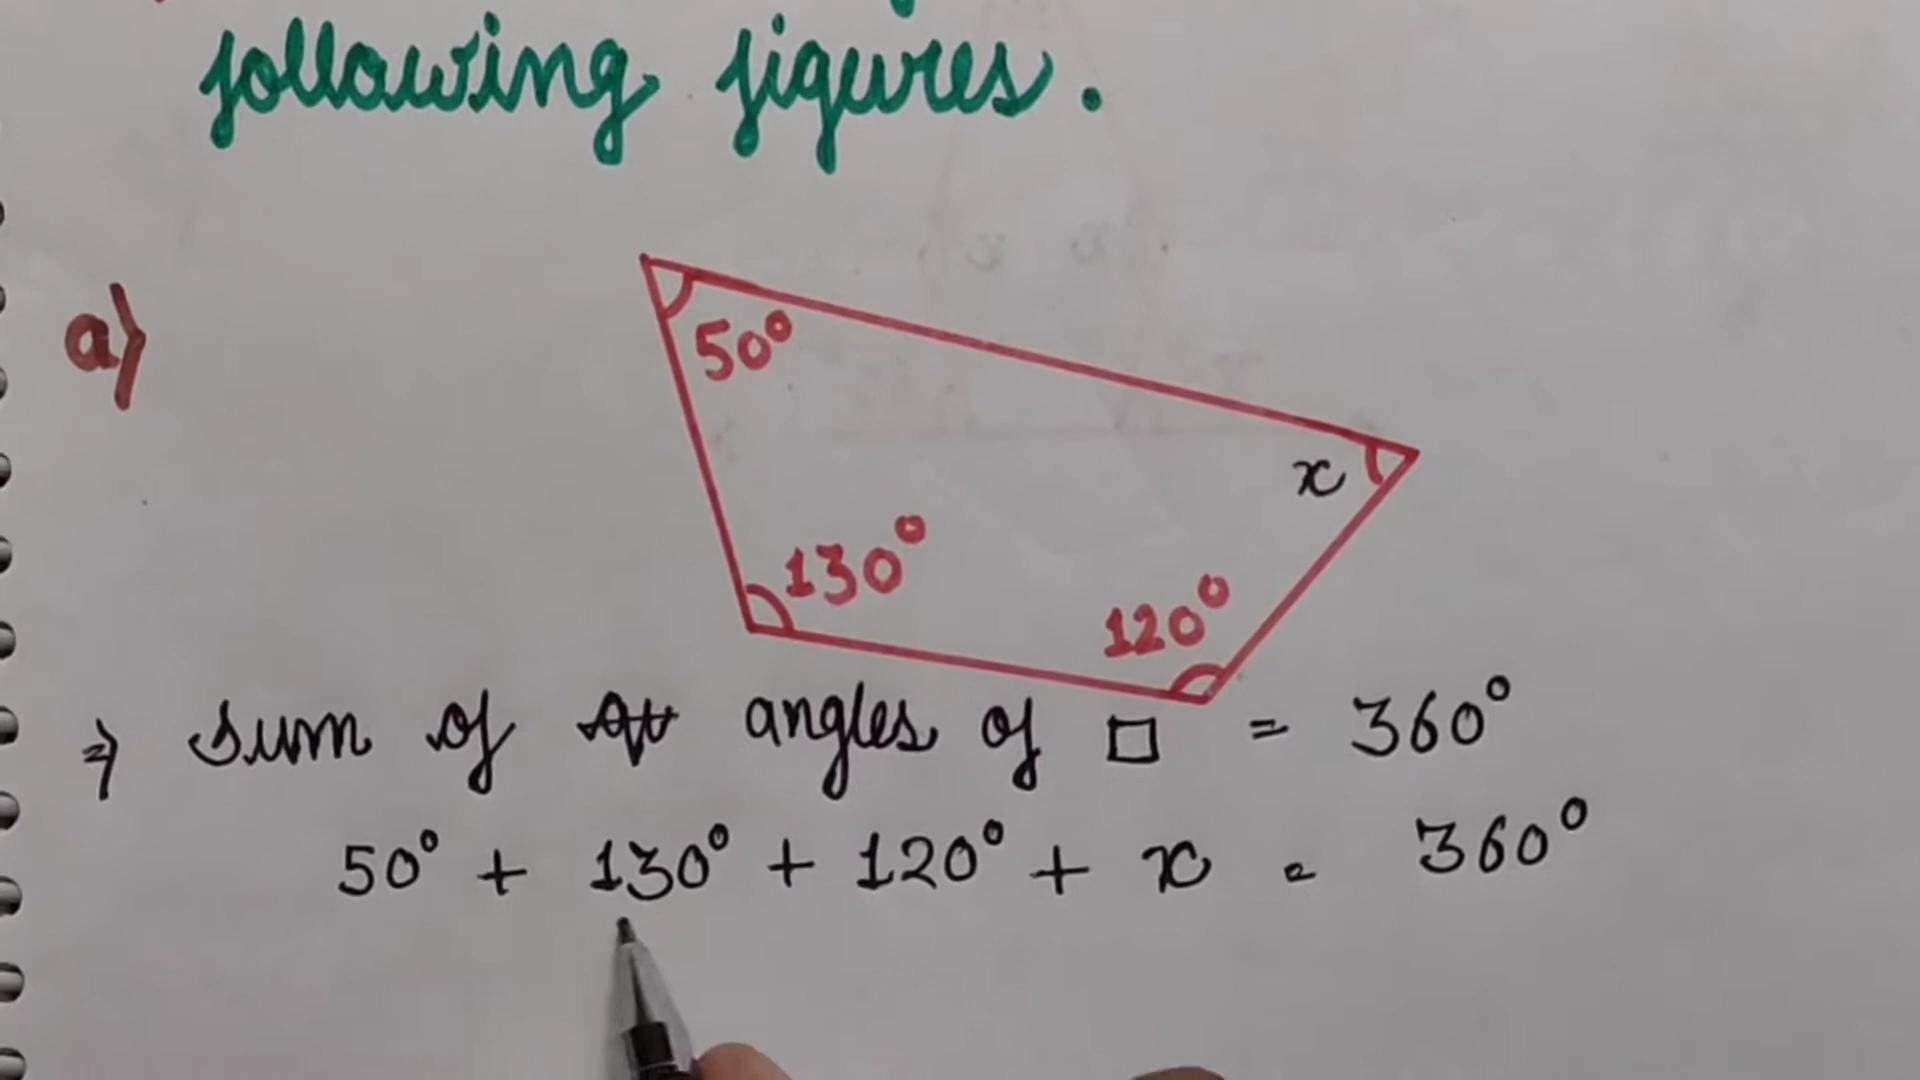 following figures.
a)
50°
x
130°
120°
⇒ Sum of angles of □ = 360°
50° + 130° + 120° + x = 360°